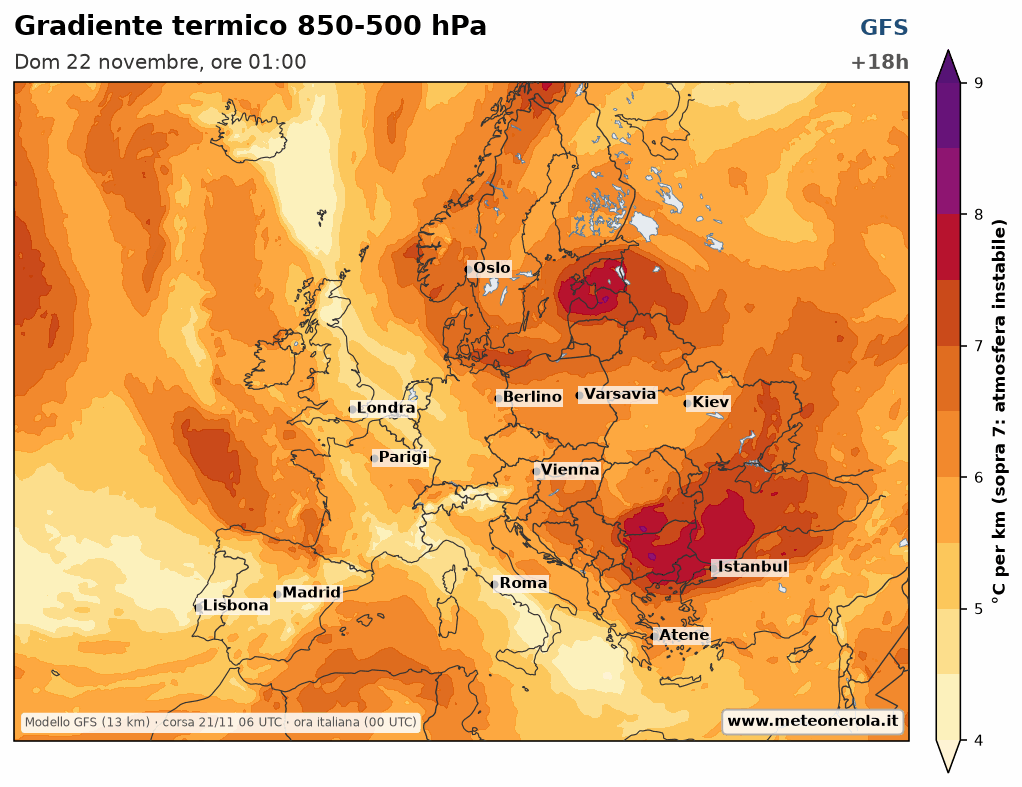 Gradiente termico 850-500 hPa
GFS
Dom 22 novembre, ore 01:00
+18h
9
8
7
6
5
4
°C per km (sopra 7: atmosfera instabile)
Oslo
Berlino
Varsavia
Kiev
Londra
Parigi
Vienna
Istanbul
Roma
Madrid
Lisbona
Atene
Modello GFS (13 km) · corsa 21/11 06 UTC · ora italiana (00 UTC)
www.meteonerola.it